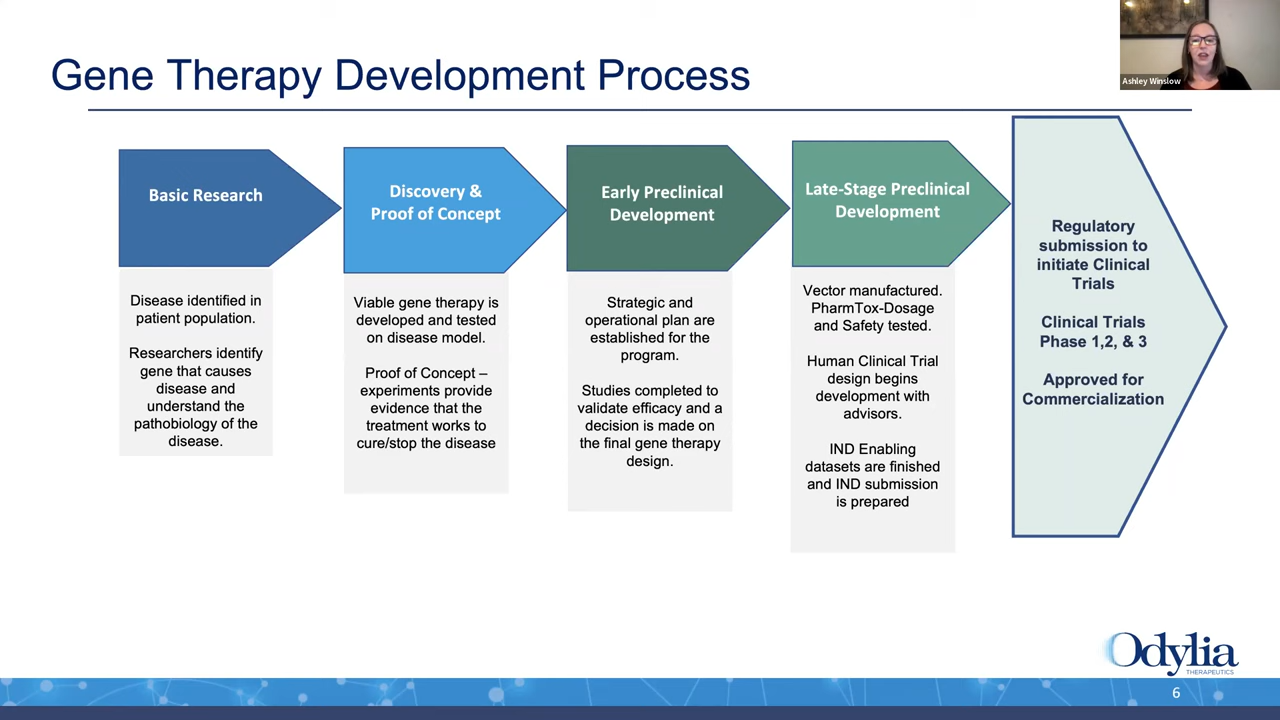 Gene Therapy Development Process
Ashley Winslow
Basic Research
Disease identified in
patient population.
Researchers identify
gene that causes
disease and
understand the
pathobiology of the
disease.
Discovery &
Proof of Concept
Viable gene therapy is
developed and tested
on disease model.
Proof of Concept –
experiments provide
evidence that the
treatment works to
cure/stop the disease
Early Preclinical
Development
Strategic and
operational plan are
established for the
program.
Studies completed to
validate efficacy and a
decision is made on
the final gene therapy
design.
Late-Stage Preclinical
Development
Vector manufactured.
PharmTox-Dosage
and Safety tested.
Human Clinical Trial
design begins
development with
advisors.
IND Enabling
datasets are finished
and IND submission
is prepared
Regulatory
submission to
initiate Clinical
Trials
Clinical Trials
Phase 1,2, & 3
Approved for
Commercialization
Odylia
THERAPEUTICS
6